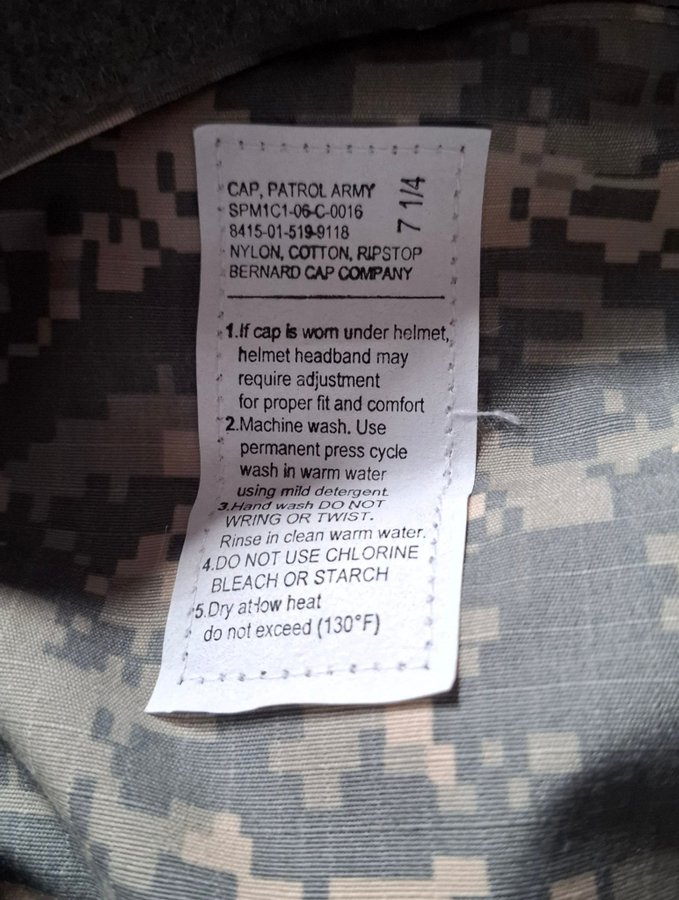 CAP, PATROL ARMY
SPM1C1-06-C-0016
8415-01-519-9118
NYLON, COTTON, RIPSTOP
BERNARD CAP COMPANY
7 1/4
1.If cap is worn under helmet,
helmet headband may
require adjustment
for proper fit and comfort
2.Machine wash. Use
permanent press cycle
wash in warm water
using mild detergent.
3.Hand wash DO NOT
WRING OR TWIST.
Rinse in clean warm water.
4.DO NOT USE CHLORINE
BLEACH OR STARCH
5.Dry at low heat
do not exceed (130°F)